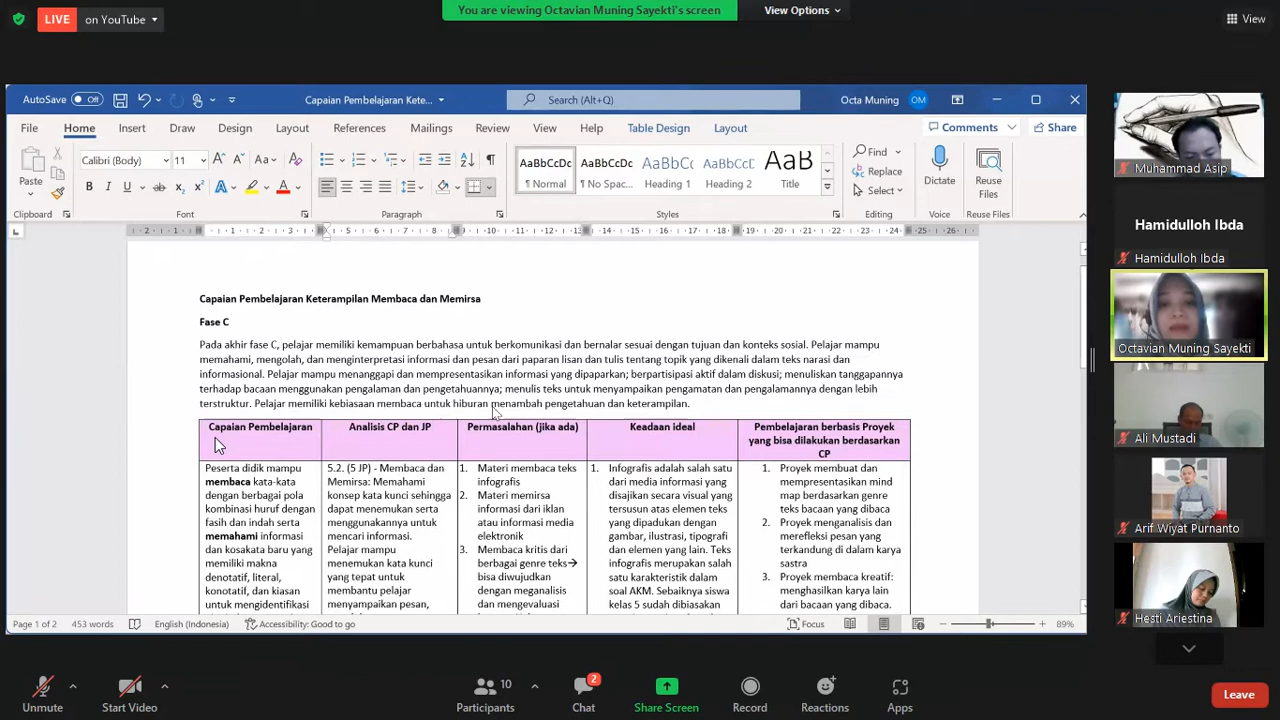 LIVE on YouTube
You are viewing Octavian Muning Sayekti's screen
View Options
View
AutoSave Off
Capaian Pembelajaran Kete...
Search (Alt+Q)
Octa Muning OM
File Home Insert Draw Design Layout References Mailings Review View Help Table Design Layout
Comments Share
Paste
Clipboard
Calibri (Body) 11
Font
Paragraph
AaBbCcDc AaBbCcDc AaBbCc AaBbCcD AaB
¶ Normal ¶ No Spac... Heading 1 Heading 2 Title
Styles
Find
Replace
Select
Editing
Dictate
Voice
Reuse
Files
Reuse Files
Capaian Pembelajaran Keterampilan Membaca dan Memirsa
Fase C
Pada akhir fase C, pelajar memiliki kemampuan berbahasa untuk berkomunikasi dan bernalar sesuai dengan tujuan dan konteks sosial. Pelajar mampu
memahami, mengolah, dan menginterpretasi informasi dan pesan dari paparan lisan dan tulis tentang topik yang dikenali dalam teks narasi dan
informasional. Pelajar mampu menanggapi dan mempresentasikan informasi yang dipaparkan; berpartisipasi aktif dalam diskusi; menuliskan tanggapannya
terhadap bacaan menggunakan pengalaman dan pengetahuannya; menulis teks untuk menyampaikan pengamatan dan pengalamannya dengan lebih
terstruktur. Pelajar memiliki kebiasaan membaca untuk hiburan menambah pengetahuan dan keterampilan.
Capaian Pembelajaran
Peserta didik mampu
membaca kata-kata
dengan berbagai pola
kombinasi huruf dengan
fasih dan indah serta
memahami informasi
dan kosakata baru yang
memiliki makna
denotatif, literal,
konotatif, dan kiasan
untuk mengidentifikasi
Analisis CP dan JP
5.2. (5 JP) - Membaca dan
Memirsa: Memahami
konsep kata kunci sehingga
dapat menemukan serta
menggunakannya untuk
mencari informasi.
Pelajar mampu
menemukan kata kunci
yang tepat untuk
membantu pelajar
menyampaikan pesan,
Permasalahan (jika ada)
1. Materi membaca teks
infografis
2. Materi memirsa
informasi dari iklan
atau informasi media
elektronik
3. Membaca kritis dari
berbagai genre teks→
bisa diwujudkan
dengan meganalisis
dan mengevaluasi
Keadaan ideal
1. Infografis adalah salah satu
dari media informasi yang
disajikan secara visual yang
tersusun atas elemen teks
yang dipadukan dengan
gambar, ilustrasi, tipografi
dan elemen yang lain. Teks
infografis merupakan salah
satu karakteristik dalam
soal AKM. Sebaiknya siswa
kelas 5 sudah dibiasakan
Pembelajaran berbasis Proyek
yang bisa dilakukan berdasarkan
CP
1. Proyek membuat dan
mempresentasikan mind
map berdasarkan genre
teks bacaan yang dibaca
2. Proyek menganalisis dan
merefleksi pesan yang
terkandung di dalam karya
sastra
3. Proyek membaca kreatif:
menghasilkan karya lain
dari bacaan yang dibaca.
Page 1 of 2 453 words English (Indonesia) Accessibility: Good to go Focus 89%
Muhammad Asip
Hamidulloh Ibda
Hamidulloh Ibda
Octavian Muning Sayekti
Ali Mustadi
Arif Wiyat Purnanto
Hesti Ariestina
Unmute
Start Video
10
Participants
2
Chat
Share Screen
Record
Reactions
Apps
Leave